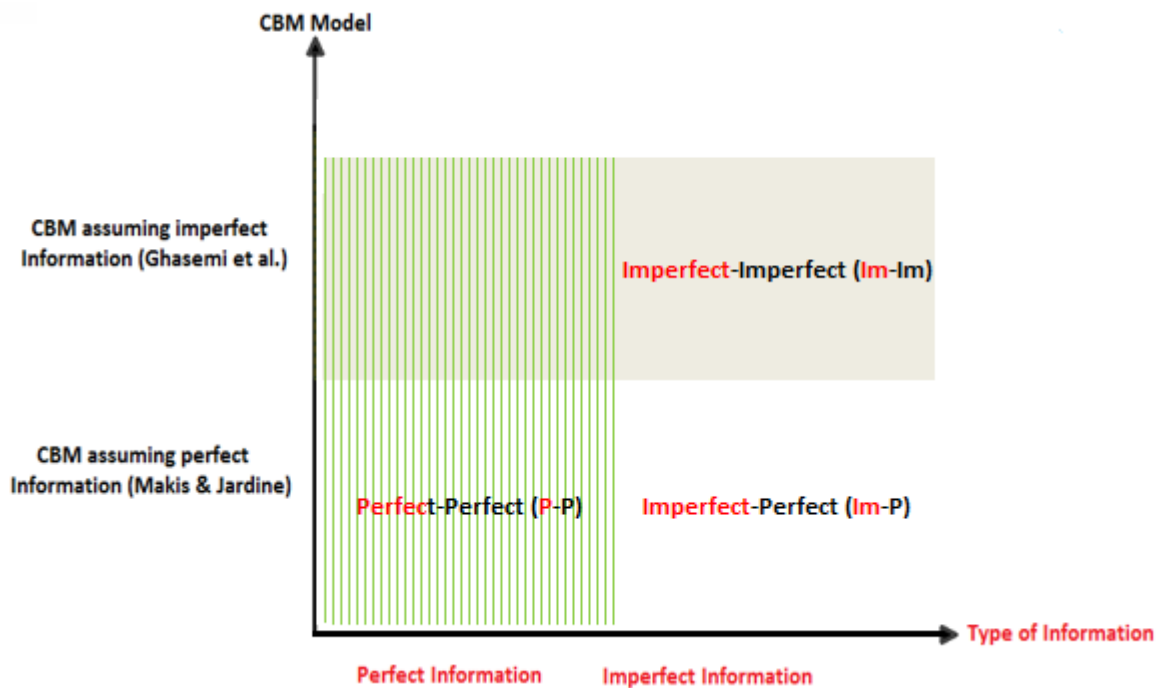 CBM Model
CBM assuming imperfect
Information (Ghasemi et al.)
Imperfect-Imperfect (Im-Im)
CBM assuming perfect
Information (Makis & Jardine)
Perfect-Perfect (P-P)
Imperfect-Perfect (Im-P)
Type of Information
Perfect Information
Imperfect Information